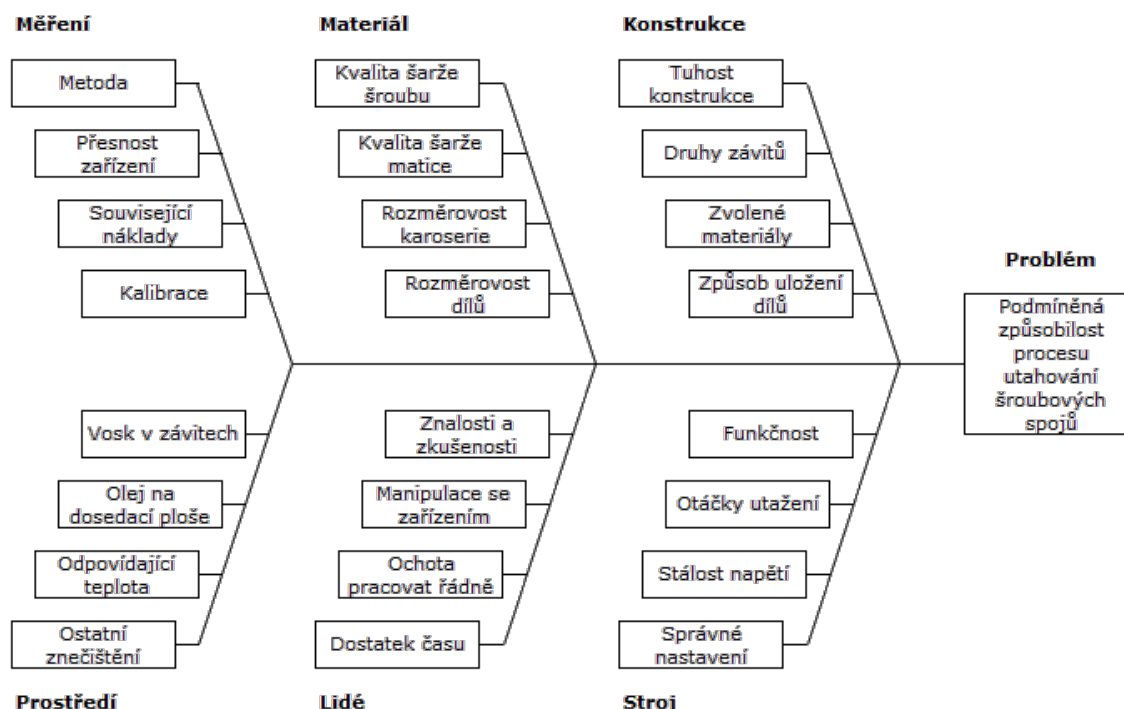 Měření
Metoda
Přesnost
zařízení
Související
náklady
Kalibrace
Materiál
Kvalita šarže
šroubu
Kvalita šarže
matice
Rozměrovost
karoserie
Rozměrovost
dílů
Konstrukce
Tuhost
konstrukce
Druhy závitů
Zvolené
materiály
Způsob uložení
dílů
Problém
Podmíněná
způsobilost
procesu
utahování
šroubových
spojů
Vosk v závitech
Olej na
dosedací ploše
Odpovídající
teplota
Ostatní
znečištění
Prostředí
Znalosti a
zkušenosti
Manipulace se
zařízením
Ochota
pracovat řádně
Dostatek času
Lidé
Funkčnost
Otáčky utažení
Stálost napětí
Správné
nastavení
Stroj